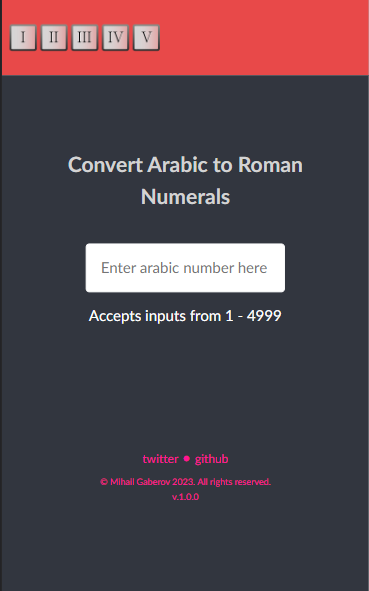 I II III IV V
Convert Arabic to Roman
Numerals
Enter arabic number here
Accepts inputs from 1 - 4999
twitter • github
© Mihail Gaberov 2023. All rights reserved.
v.1.0.0